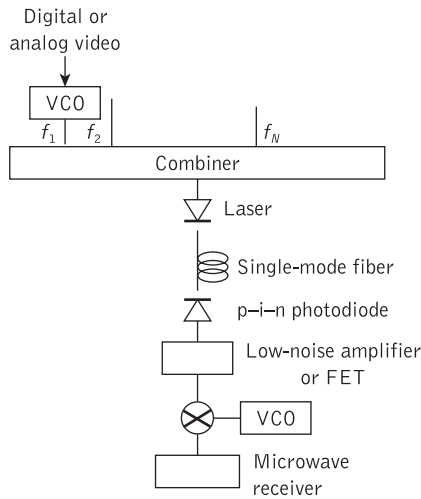 Digital or
analog video
VCO
f₁ f₂ f_N
Combiner
Laser
Single-mode fiber
p–i–n photodiode
Low-noise amplifier
or FET
VCO
Microwave
receiver